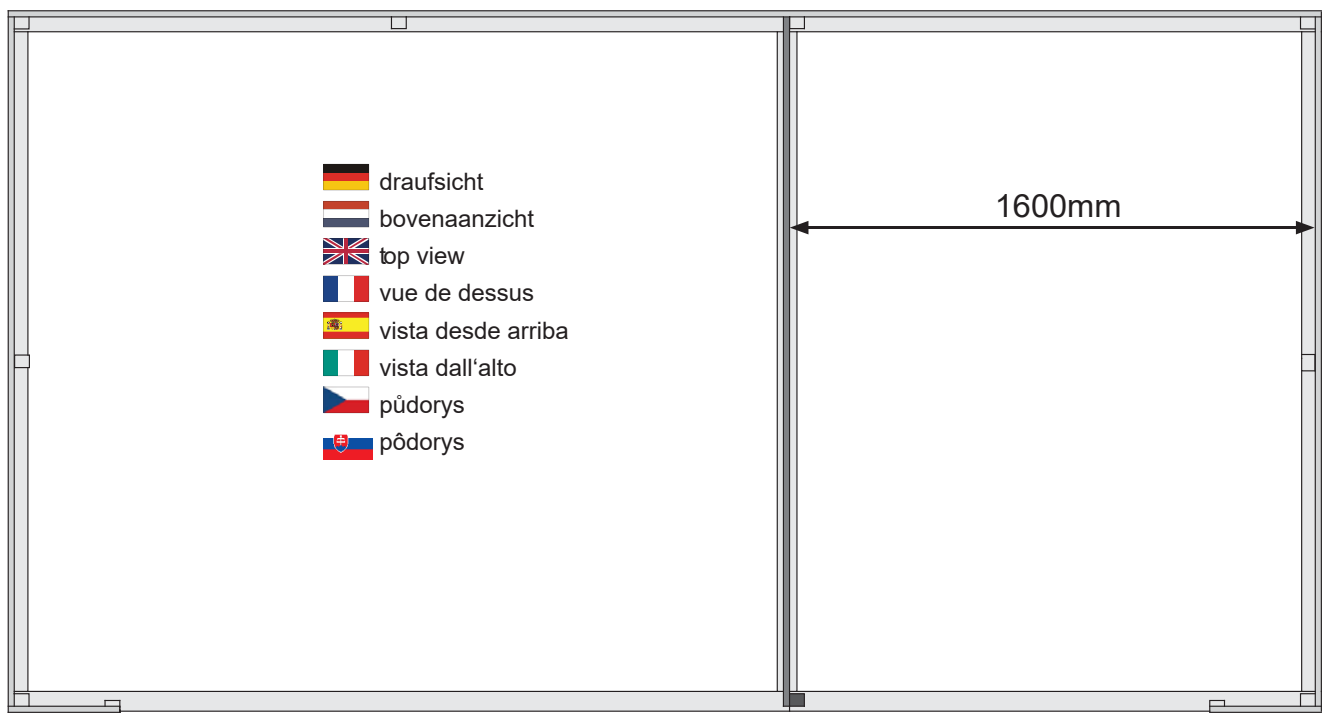 draufsicht
bovenaanzicht
top view
vue de dessus
vista desde arriba
vista dall‘alto
půdorys
pôdorys
1600mm